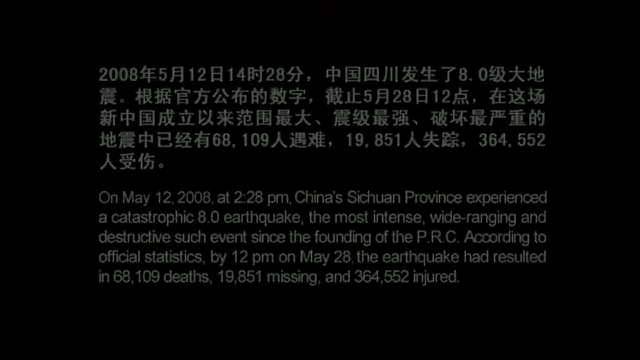 2008年5月12日14时28分，中国四川发生了8.0级大地
震。根据官方公布的数字，截止5月28日12点，在这场
新中国成立以来范围最大、震级最强、破坏最严重的
地震中已经有68,109人遇难，19,851人失踪，364,552
人受伤。
On May 12, 2008, at 2:28 pm, China's Sichuan Province experienced
a catastrophic 8.0 earthquake, the most intense, wide-ranging and
destructive such event since the founding of the P.R.C. According to
official statistics, by 12 pm on May 28, the earthquake had resulted
in 68,109 deaths, 19,851 missing, and 364,552 injured.